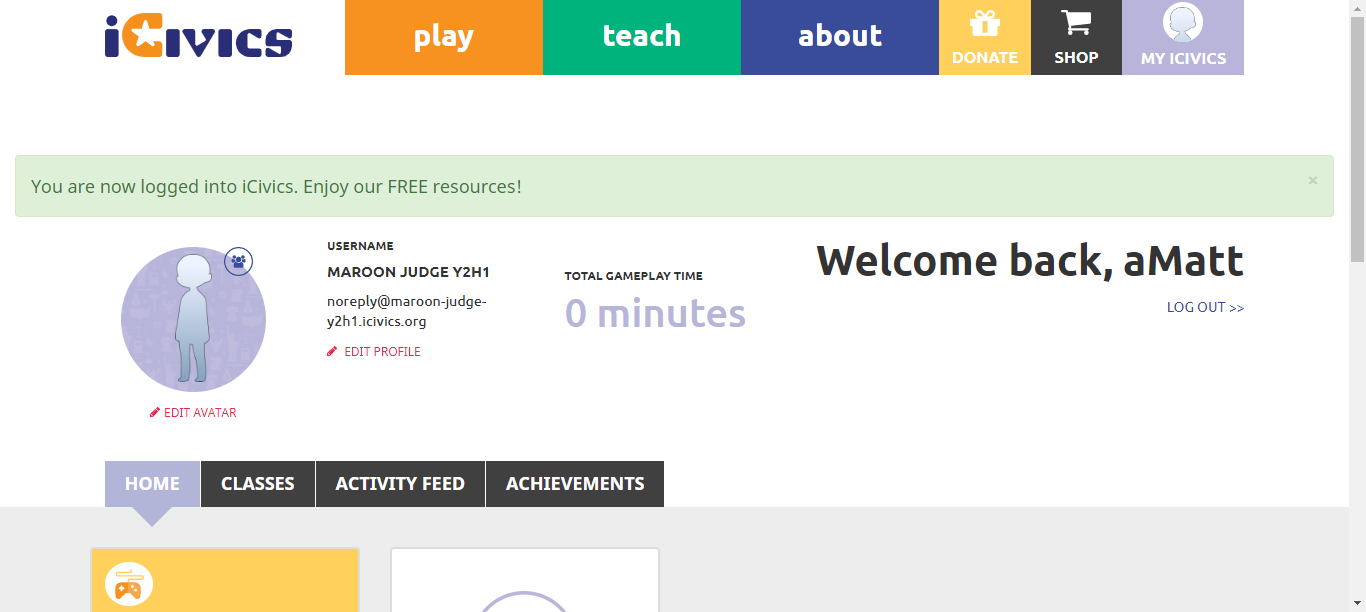 iCivics
play
teach
about
DONATE
SHOP
MY ICIVICS
You are now logged into iCivics. Enjoy our FREE resources!
×
USERNAME
MAROON JUDGE Y2H1
noreply@maroon-judge-
y2h1.icivics.org
EDIT PROFILE
EDIT AVATAR
TOTAL GAMEPLAY TIME
0 minutes
Welcome back, aMatt
LOG OUT >>
HOME
CLASSES
ACTIVITY FEED
ACHIEVEMENTS